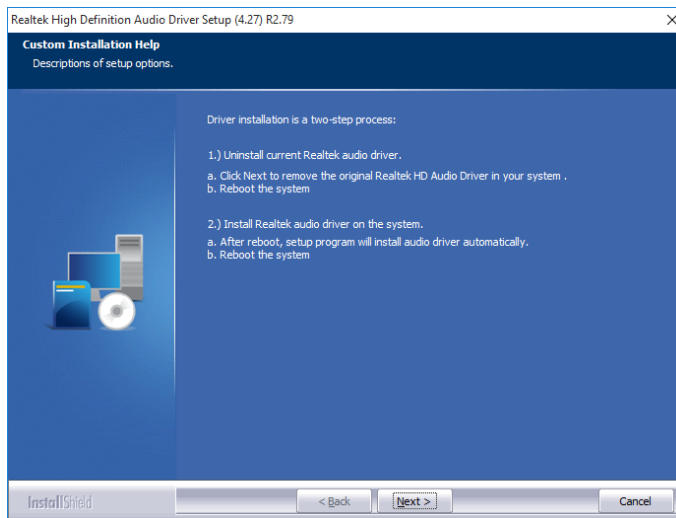 Realtek High Definition Audio Driver Setup (4.27) R2.79
Custom Installation Help
Descriptions of setup options.
Driver installation is a two-step process:
1.) Uninstall current Realtek audio driver.
a. Click Next to remove the original Realtek HD Audio Driver in your system .
b. Reboot the system
2.) Install Realtek audio driver on the system.
a. After reboot, setup program will install audio driver automatically.
b. Reboot the system
InstallShield
< Back
Next >
Cancel